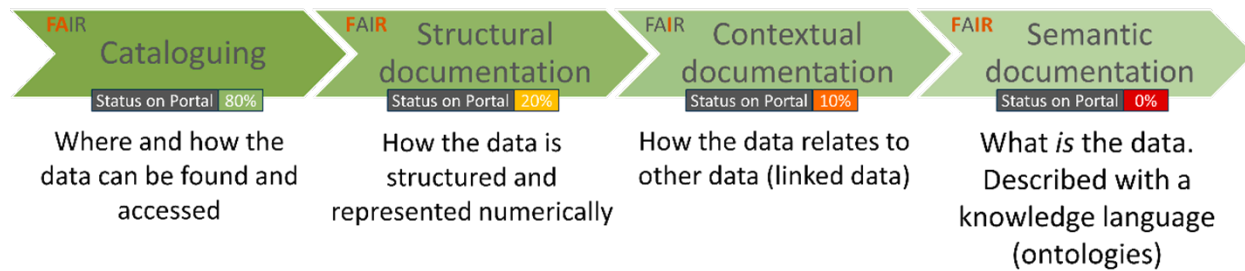 FAIR
Cataloguing
Status on Portal 80%
Where and how the
data can be found and
accessed
FAIR
Structural
documentation
Status on Portal 20%
How the data is
structured and
represented numerically
FAIR
Contextual
documentation
Status on Portal 10%
How the data relates to
other data (linked data)
FAIR
Semantic
documentation
Status on Portal 0%
What is the data.
Described with a
knowledge language
(ontologies)